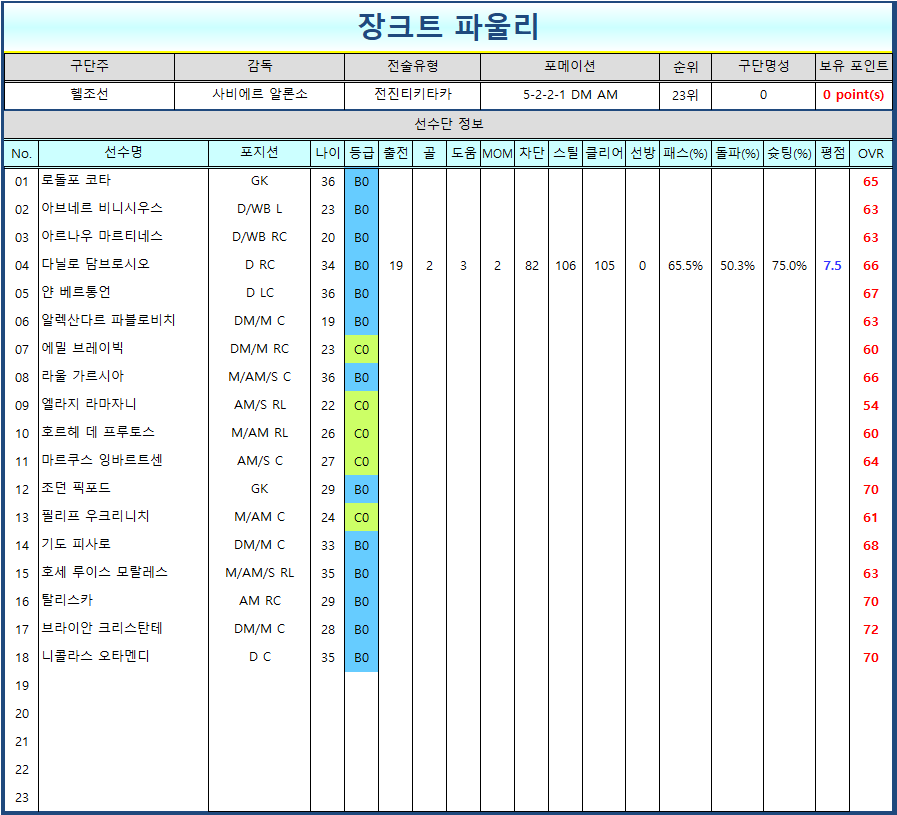 장크트 파울리
구단주 감독 전술유형 포메이션 순위 구단명성 보유 포인트
헬조선 사비에르 알론소 전진티키타카 5-2-2-1 DM AM 23위 0 0 point(s)
선수단 정보
No. 선수명 포지션 나이 등급 출전 골 도움 MOM 차단 스틸 클리어 선방 패스(%) 돌파(%) 슛팅(%) 평점 OVR
01 로돌포 코타 GK 36 B0 65
02 아브네르 비니시우스 D/WB L 23 B0 63
03 아르나우 마르티네스 D/WB RC 20 B0 63
04 다닐로 담브로시오 D RC 34 B0 19 2 3 2 82 106 105 0 65.5% 50.3% 75.0% 7.5 66
05 얀 베르통언 D LC 36 B0 67
06 알렉산다르 파블로비치 DM/M C 19 B0 63
07 에밀 브레이빅 DM/M RC 23 C0 60
08 라울 가르시아 M/AM/S C 36 B0 66
09 엘라지 라마자니 AM/S RL 22 C0 54
10 호르헤 데 프루토스 M/AM RL 26 C0 60
11 마르쿠스 잉바르트센 AM/S C 27 C0 64
12 조던 픽포드 GK 29 B0 70
13 필리프 우크리니치 M/AM C 24 C0 61
14 기도 피사로 DM/M C 33 B0 68
15 호세 루이스 모랄레스 M/AM/S RL 35 B0 63
16 탈리스카 AM RC 29 B0 70
17 브라이안 크리스탄테 DM/M C 28 B0 72
18 니콜라스 오타멘디 D C 35 B0 70
19
20
21
22
23